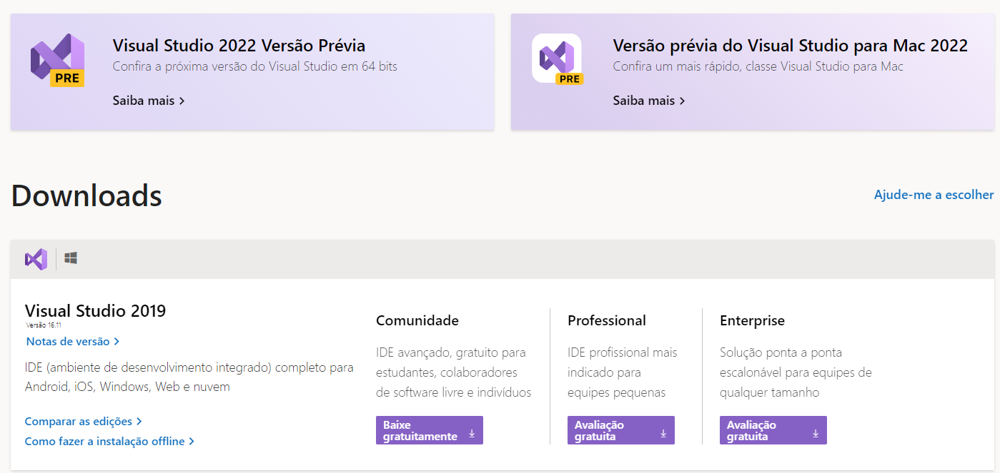 Visual Studio 2022 Versão Prévia
Confira a próxima versão do Visual Studio em 64 bits
PRE
Saiba mais >
Versão prévia do Visual Studio para Mac 2022
Confira um mais rápido, classe Visual Studio para Mac
PRE
Saiba mais >
Downloads
Ajude-me a escolher
Visual Studio 2019
Versão 16.11
Notas de versão >
IDE (ambiente de desenvolvimento integrado) completo para
Android, iOS, Windows, Web e nuvem
Comparar as edições >
Como fazer a instalação offline >
Comunidade
IDE avançado, gratuito para
estudantes, colaboradores
de software livre e indivíduos
Baixe
gratuitamente
Professional
IDE profissional mais
indicado para
equipes pequenas
Avaliação
gratuita
Enterprise
Solução ponta a ponta
escalonável para equipes de
qualquer tamanho
Avaliação
gratuita